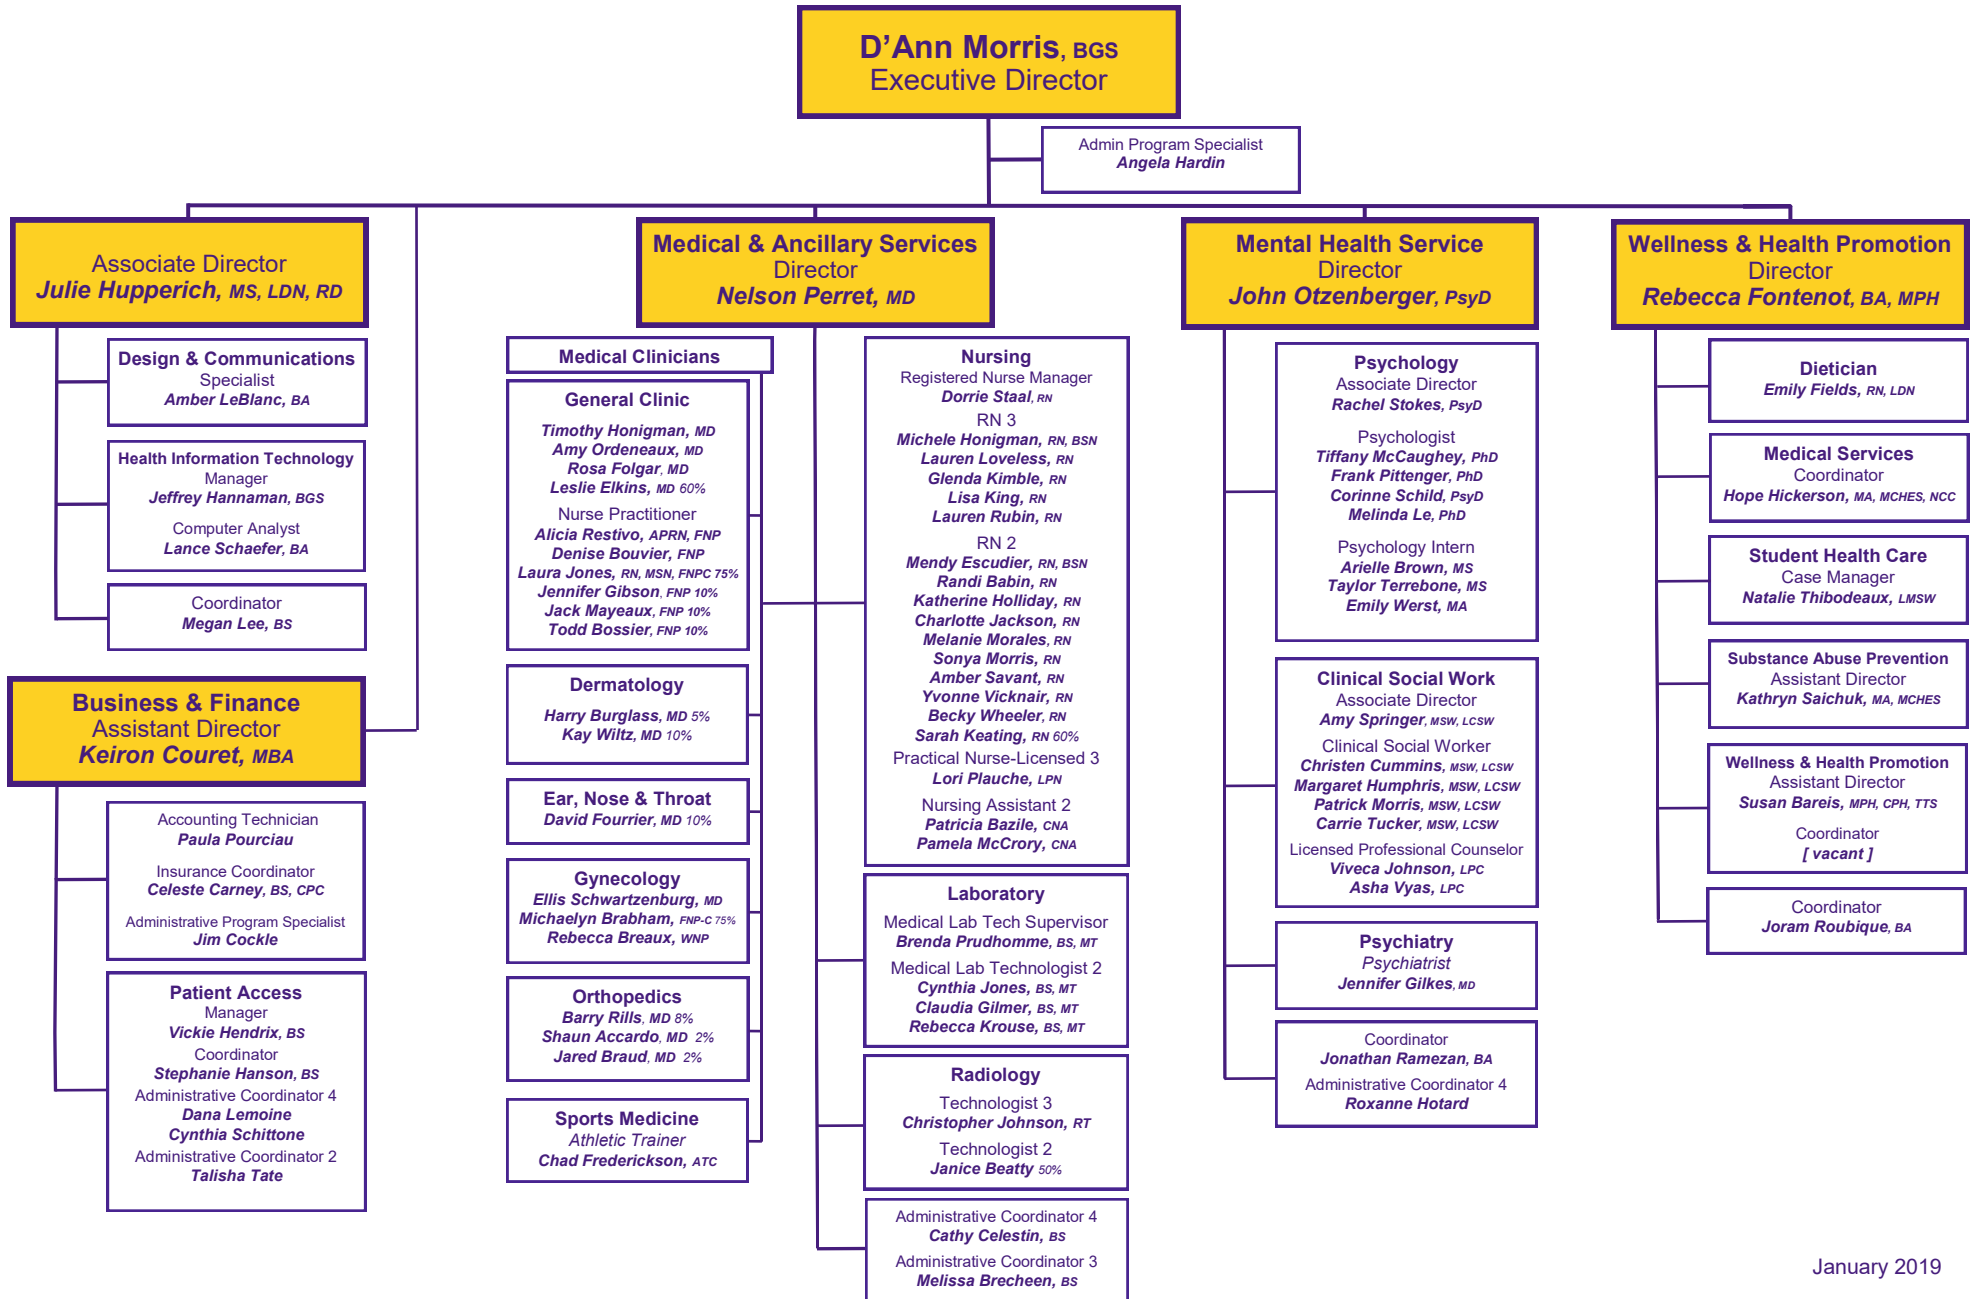 D’Ann Morris, BGS
Executive Director
Admin Program Specialist
Angela Hardin
Associate Director
Julie Hupperich, MS, LDN, RD
Design & Communications
Specialist
Amber LeBlanc, BA
Health Information Technology
Manager
Jeffrey Hannaman, BGS
Computer Analyst
Lance Schaefer, BA
Coordinator
Megan Lee, BS
Business & Finance
Assistant Director
Keiron Couret, MBA
Accounting Technician
Paula Pourciau
Insurance Coordinator
Celeste Carney, BS, CPC
Administrative Program Specialist
Jim Cockle
Patient Access
Manager
Vickie Hendrix, BS
Coordinator
Stephanie Hanson, BS
Administrative Coordinator 4
Dana Lemoine
Cynthia Schittone
Administrative Coordinator 2
Talisha Tate
Medical & Ancillary Services
Director
Nelson Perret, MD
Medical Clinicians
General Clinic
Timothy Honigman, MD
Amy Ordeneaux, MD
Rosa Folgar, MD
Leslie Elkins, MD 60%
Nurse Practitioner
Alicia Restivo, APRN, FNP
Denise Bouvier, FNP
Laura Jones, RN, MSN, FNPC 75%
Jennifer Gibson, FNP 10%
Jack Mayeaux, FNP 10%
Todd Bossier, FNP 10%
Dermatology
Harry Burglass, MD 5%
Kay Wiltz, MD 10%
Ear, Nose & Throat
David Fourrier, MD 10%
Gynecology
Ellis Schwartzenburg, MD
Michaelyn Brabham, FNP-C 75%
Rebecca Breaux, WNP
Orthopedics
Barry Rills, MD 8%
Shaun Accardo, MD 2%
Jared Braud, MD 2%
Sports Medicine
Athletic Trainer
Chad Frederickson, ATC
Nursing
Registered Nurse Manager
Dorrie Staal, RN
RN 3
Michele Honigman, RN, BSN
Lauren Loveless, RN
Glenda Kimble, RN
Lisa King, RN
Lauren Rubin, RN
RN 2
Mendy Escudier, RN, BSN
Randi Babin, RN
Katherine Holliday, RN
Charlotte Jackson, RN
Melanie Morales, RN
Sonya Morris, RN
Amber Savant, RN
Yvonne Vicknair, RN
Becky Wheeler, RN
Sarah Keating, RN 60%
Practical Nurse-Licensed 3
Lori Plauche, LPN
Nursing Assistant 2
Patricia Bazile, CNA
Pamela McCrory, CNA
Laboratory
Medical Lab Tech Supervisor
Brenda Prudhomme, BS, MT
Medical Lab Technologist 2
Cynthia Jones, BS, MT
Claudia Gilmer, BS, MT
Rebecca Krouse, BS, MT
Radiology
Technologist 3
Christopher Johnson, RT
Technologist 2
Janice Beatty 50%
Administrative Coordinator 4
Cathy Celestin, BS
Administrative Coordinator 3
Melissa Brecheen, BS
Mental Health Service
Director
John Otzenberger, PsyD
Psychology
Associate Director
Rachel Stokes, PsyD
Psychologist
Tiffany McCaughey, PhD
Frank Pittenger, PhD
Corinne Schild, PsyD
Melinda Le, PhD
Psychology Intern
Arielle Brown, MS
Taylor Terrebone, MS
Emily Werst, MA
Clinical Social Work
Associate Director
Amy Springer, MSW, LCSW
Clinical Social Worker
Christen Cummins, MSW, LCSW
Margaret Humphris, MSW, LCSW
Patrick Morris, MSW, LCSW
Carrie Tucker, MSW, LCSW
Licensed Professional Counselor
Viveca Johnson, LPC
Asha Vyas, LPC
Psychiatry
Psychiatrist
Jennifer Gilkes, MD
Coordinator
Jonathan Ramezan, BA
Administrative Coordinator 4
Roxanne Hotard
Wellness & Health Promotion
Director
Rebecca Fontenot, BA, MPH
Dietician
Emily Fields, RN, LDN
Medical Services
Coordinator
Hope Hickerson, MA, MCHES, NCC
Student Health Care
Case Manager
Natalie Thibodeaux, LMSW
Substance Abuse Prevention
Assistant Director
Kathryn Saichuk, MA, MCHES
Wellness & Health Promotion
Assistant Director
Susan Bareis, MPH, CPH, TTS
Coordinator
[ vacant ]
Coordinator
Joram Roubique, BA
January 2019